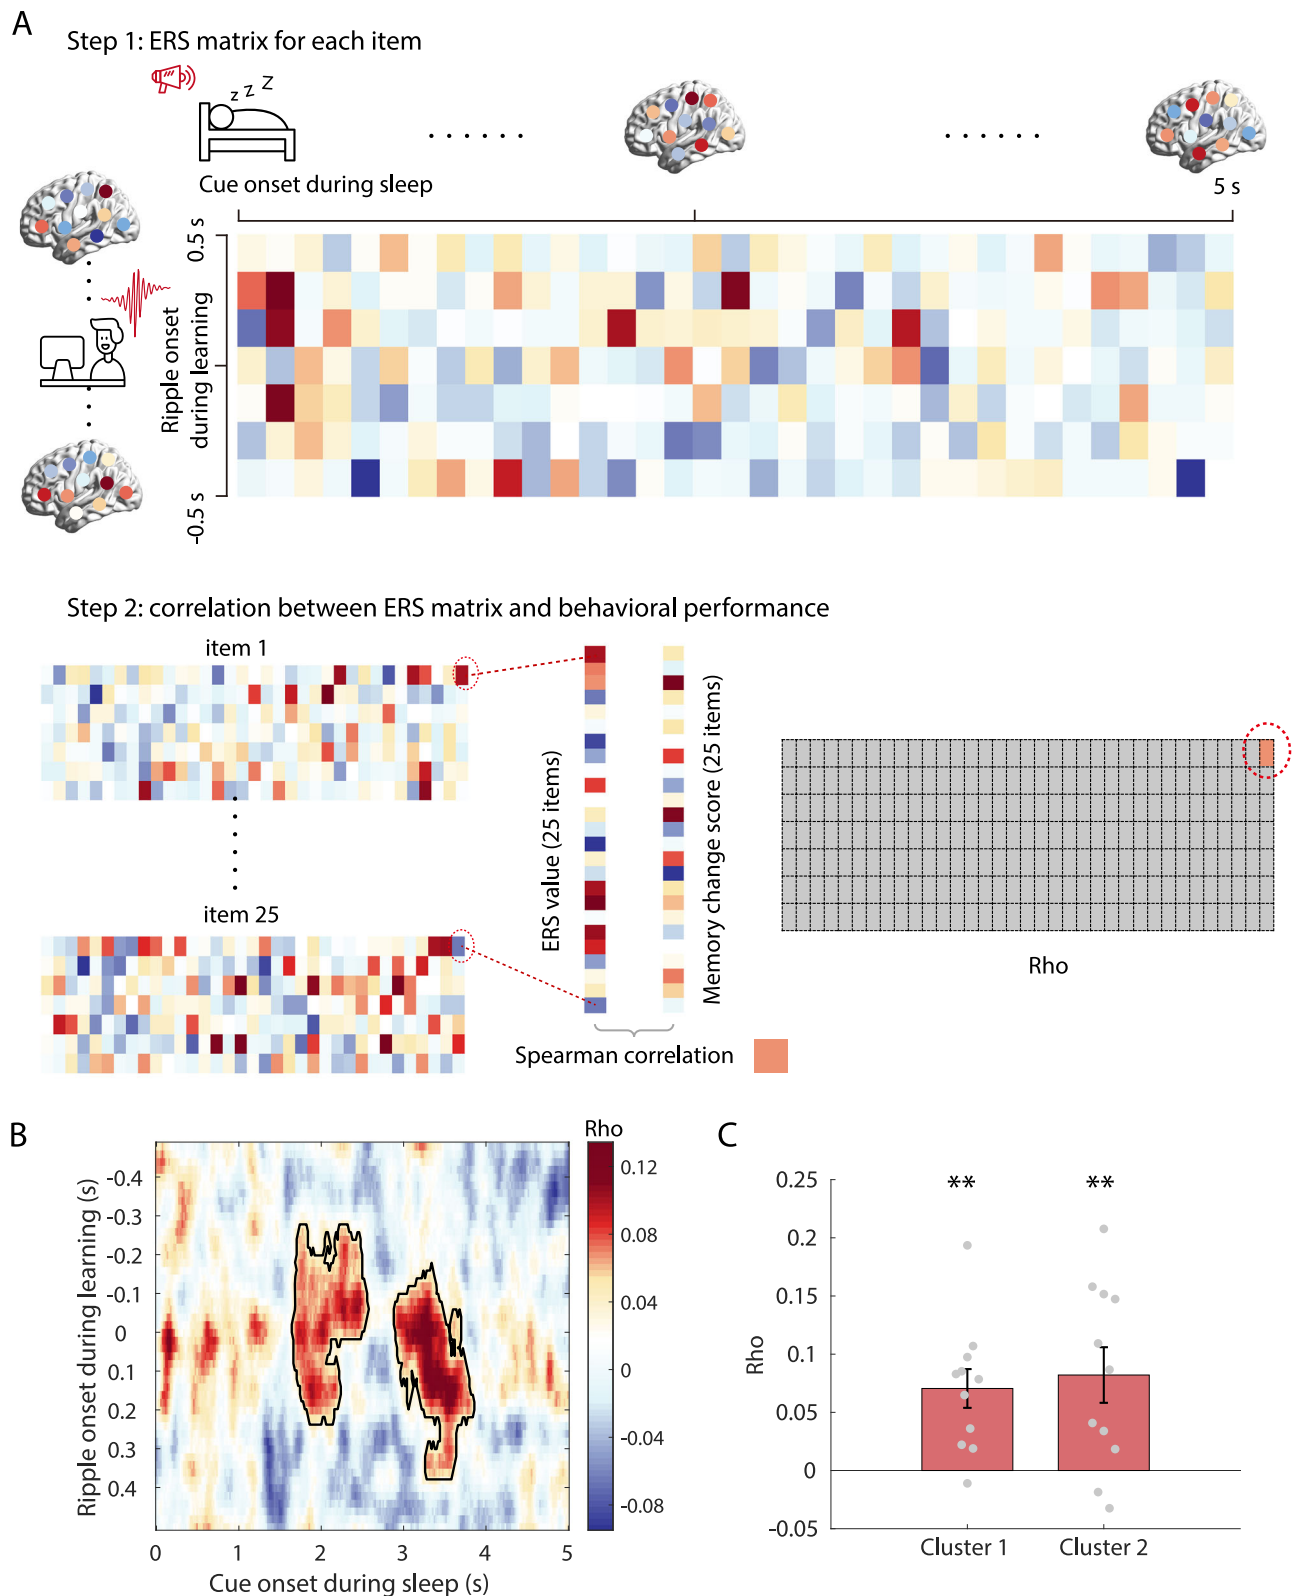 A
Step 1: ERS matrix for each item
z z Z Z
Cue onset during sleep
5 s
0.5 s
Ripple onset
during learning
-0.5 s
Step 2: correlation between ERS matrix and behavioral performance
item 1
item 25
ERS value (25 items)
Memory change score (25 items)
Spearman correlation
Rho
B
Rho
-0.4
-0.3
-0.2
-0.1
0
0.1
0.2
0.3
0.4
Ripple onset during learning (s)
0 1 2 3 4 5
Cue onset during sleep (s)
0.12
0.08
0.04
0
-0.04
-0.08
C
0.25
0.2
0.15
0.1
0.05
0
-0.05
Rho
** **
Cluster 1 Cluster 2